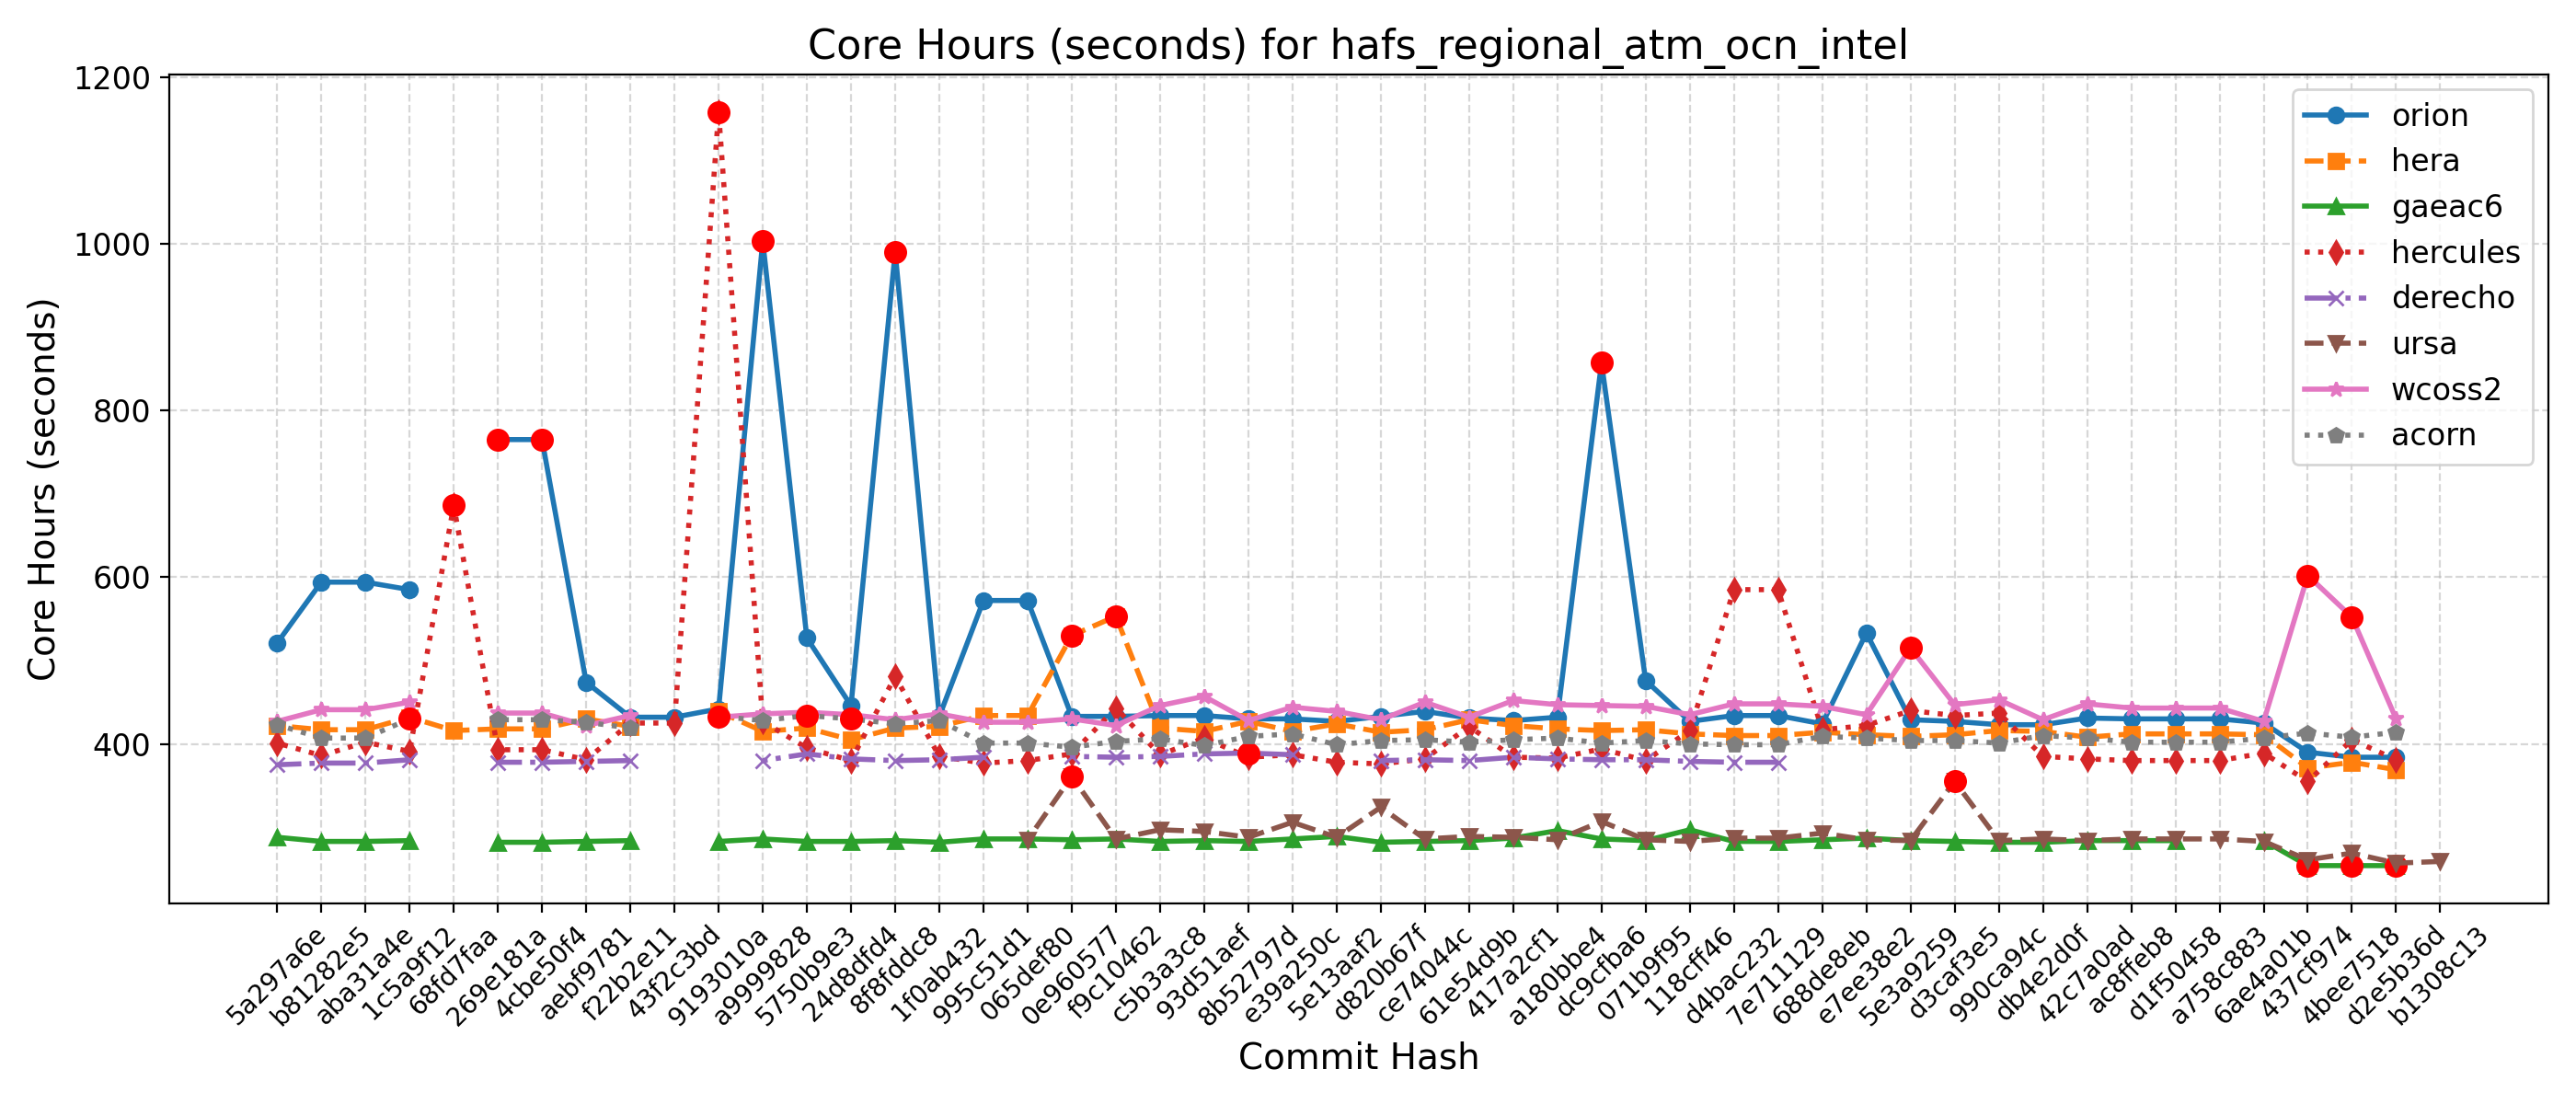 Core Hours (seconds) for hafs_regional_atm_ocn_intel
Core Hours (seconds)
1200
1000
800
600
400
orion
hera
gaeac6
hercules
derecho
ursa
wcoss2
acorn
5a297a6e
b81282e5
aba31a4e
1c5a9f12
68fd7faa
269e181a
4cbe50f4
aebf9781
f22b2e11
43f2c3bd
9193010a
a9999828
5750b9e3
24d8dfd4
8f8fddc8
1f0ab432
995c51d1
065def80
0e960577
f9c10462
c5b3a3c8
93d51aef
8b52797d
e39a250c
5e13aaf2
d820b67f
ce74044c
61e54d9b
417a2cf1
a180bbe4
dc9cfba6
071b9f95
118cff46
d4bac232
7e711129
688dde8eb
e7ee38e2
5e3a9259
d3caf3e5
990ca94c
db4e2d0f
42c7a0ad
ac8ffeb8
d1f50458
a758c883
6ae4a01b
437cf974
4bee7518
d2e5b36d
b1308c13
Commit Hash